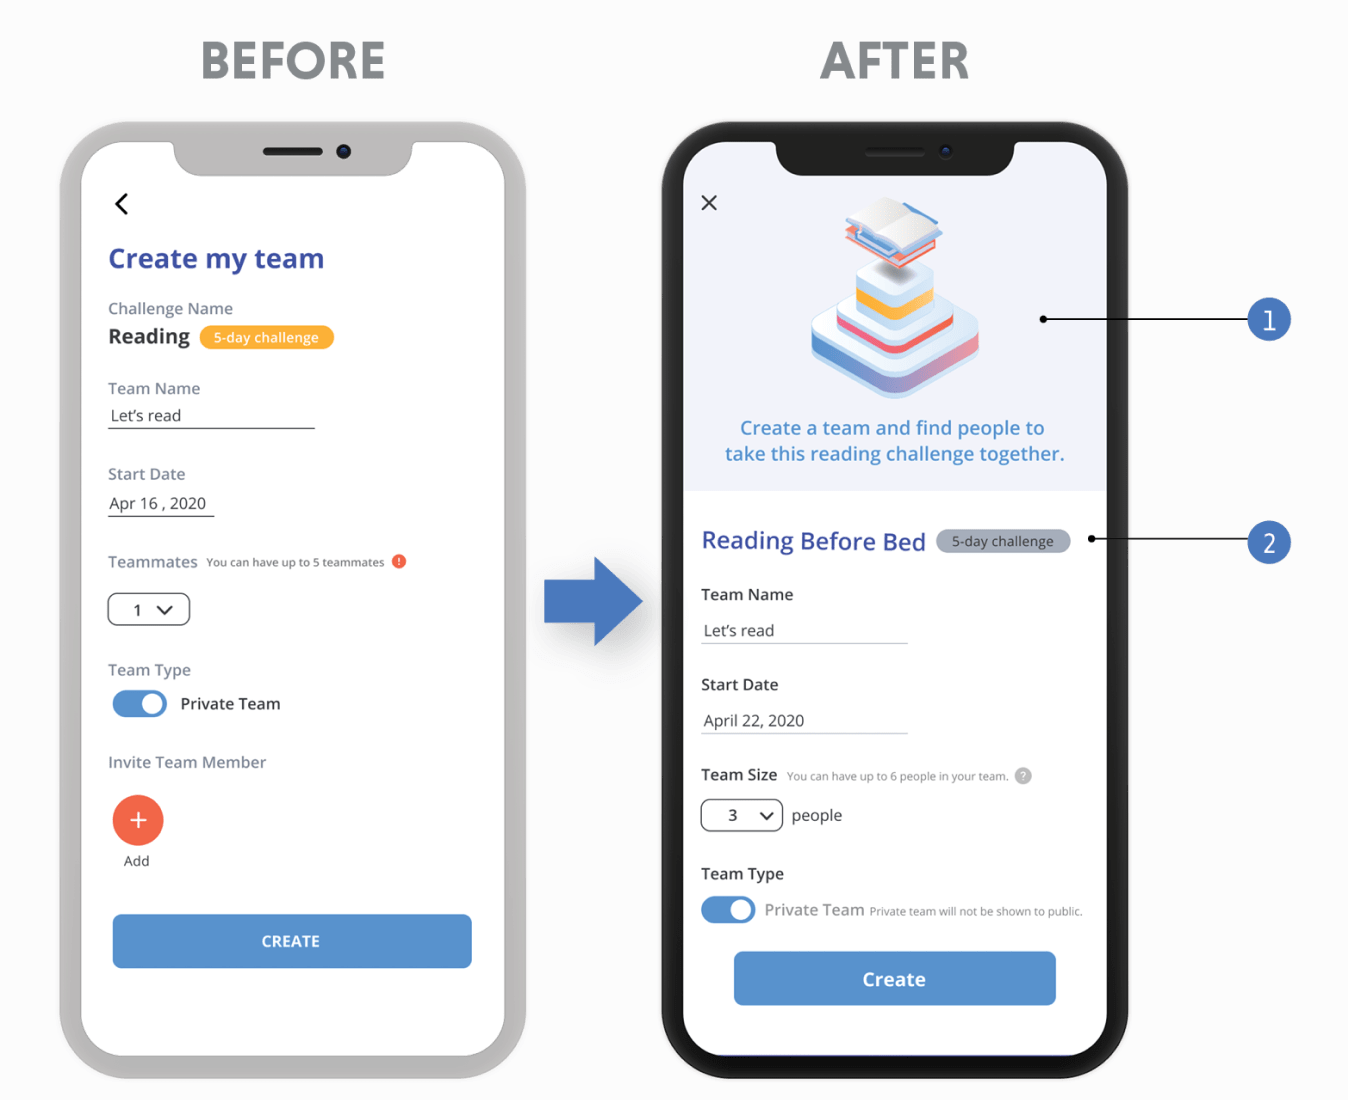 BEFORE
AFTER
Create my team
Challenge Name
Reading 5-day challenge
Team Name
Let's read
Start Date
Apr 16 , 2020
Teammates You can have up to 5 teammates !
1
Team Type
Private Team
Invite Team Member
+
Add
CREATE
Create a team and find people to
take this reading challenge together.
1
Reading Before Bed 5-day challenge
2
Team Name
Let's read
Start Date
April 22, 2020
Team Size You can have up to 6 people in your team. ?
3 people
Team Type
Private Team Private team will not be shown to public.
Create